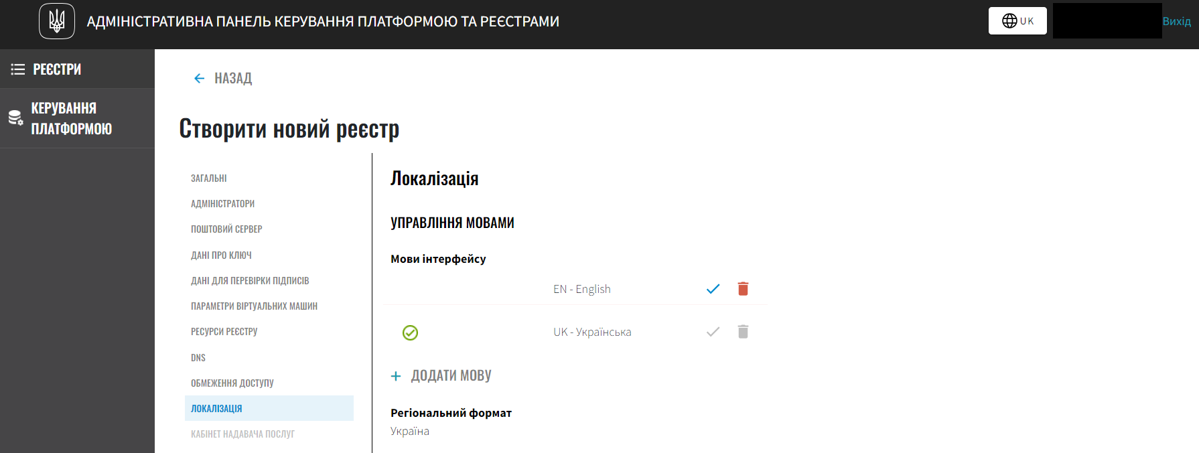 АДМІНІСТРАТИВНА ПАНЕЛЬ КЕРУВАННЯ ПЛАТФОРМОЮ ТА РЕЄСТРАМИ
UK
Вихід
РЕЄСТРИ
КЕРУВАННЯ
ПЛАТФОРМОЮ
НАЗАД
Створити новий реєстр
ЗАГАЛЬНІ
АДМІНІСТРАТОРИ
ПОШТОВИЙ СЕРВЕР
ДАНІ ПРО КЛЮЧ
ДАНІ ДЛЯ ПЕРЕВІРКИ ПІДПИСІВ
ПАРАМЕТРИ ВІРТУАЛЬНИХ МАШИН
РЕСУРСИ РЕЄСТРУ
DNS
ОБМЕЖЕННЯ ДОСТУПУ
ЛОКАЛІЗАЦІЯ
КАБІНЕТ НАДАВАЧА ПОСЛУГ
Локалізація
УПРАВЛІННЯ МОВАМИ
Мови інтерфейсу
EN - English
UK - Українська
ДОДАТИ МОВУ
Регіональний формат
Україна